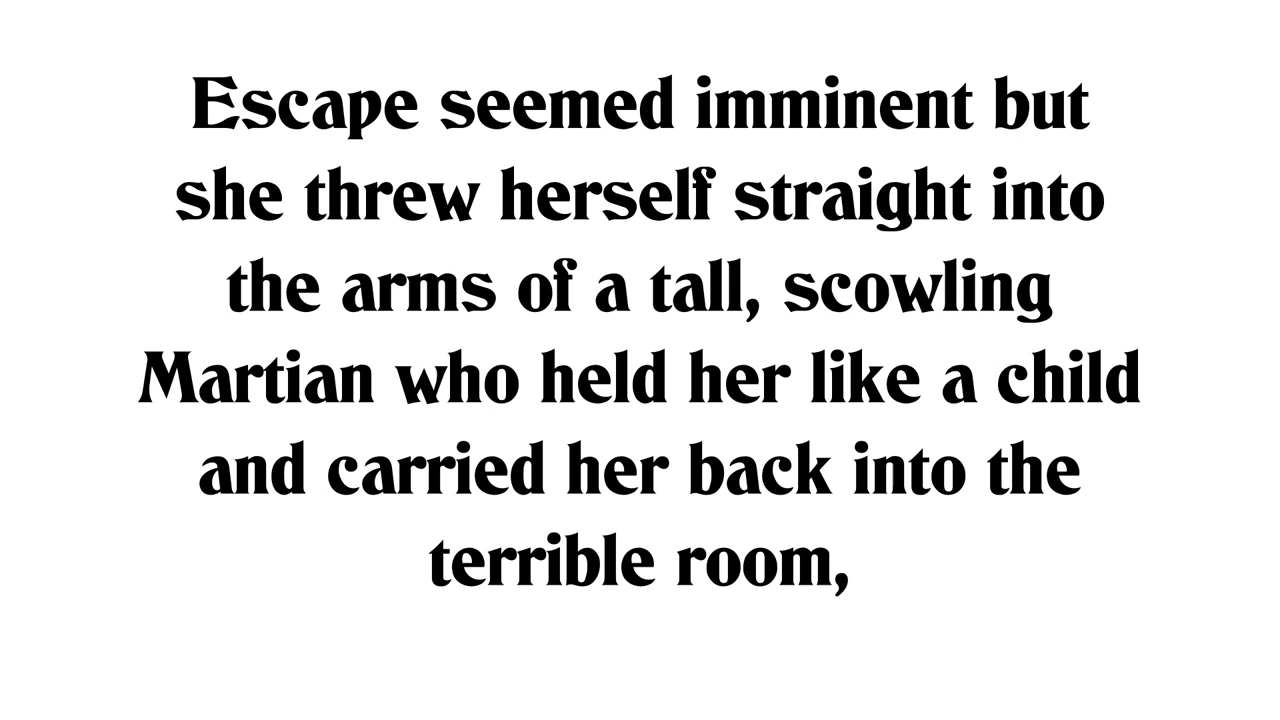 Escape seemed imminent but
she threw herself straight into
the arms of a tall, scowling
Martian who held her like a child
and carried her back into the
terrible room,